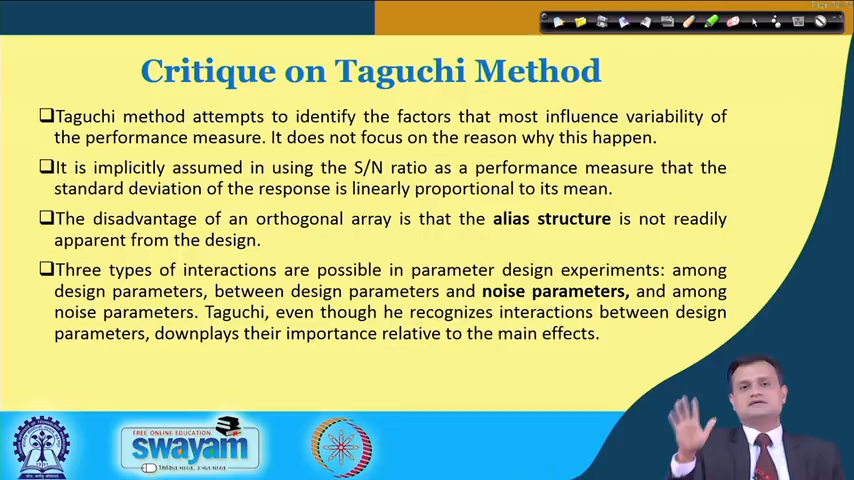 Critique on Taguchi Method
Taguchi method attempts to identify the factors that most influence variability of
the performance measure. It does not focus on the reason why this happen.
It is implicitly assumed in using the S/N ratio as a performance measure that the
standard deviation of the response is linearly proportional to its mean.
The disadvantage of an orthogonal array is that the alias structure is not readily
apparent from the design.
Three types of interactions are possible in parameter design experiments: among
design parameters, between design parameters and noise parameters, and among
noise parameters. Taguchi, even though he recognizes interactions between design
parameters, downplays their importance relative to the main effects.
FREE ONLINE EDUCATION
swayam